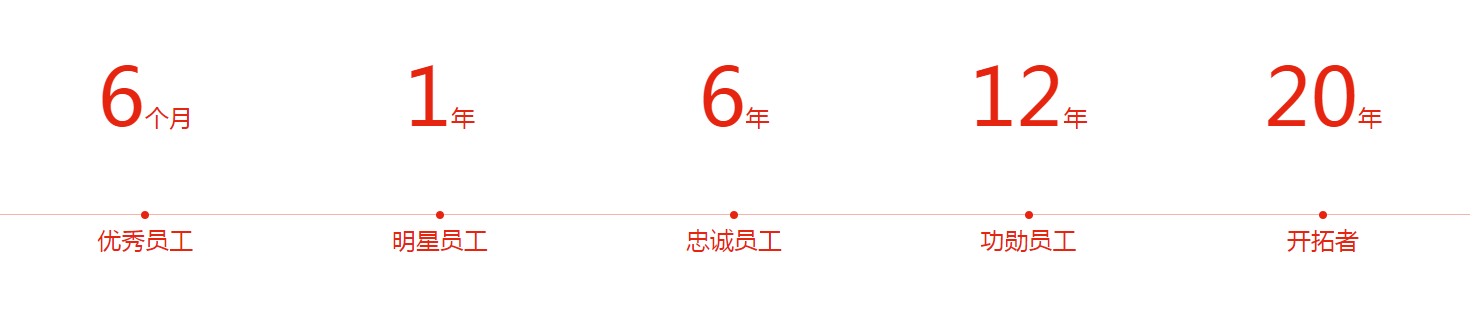 6个月
1年
6年
12年
20年
优秀员工
明星员工
忠诚员工
功勋员工
开拓者